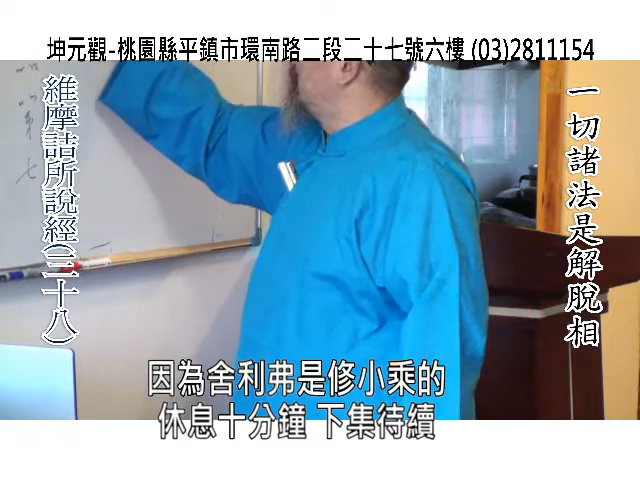 坤元觀-桃園縣平鎮市環南路二段二十七號六樓 (03)2811154
維摩詰所說經(三十八)
一切諸法是解脫相
因為舍利弗是修小乘的
休息十分鐘 下集待續